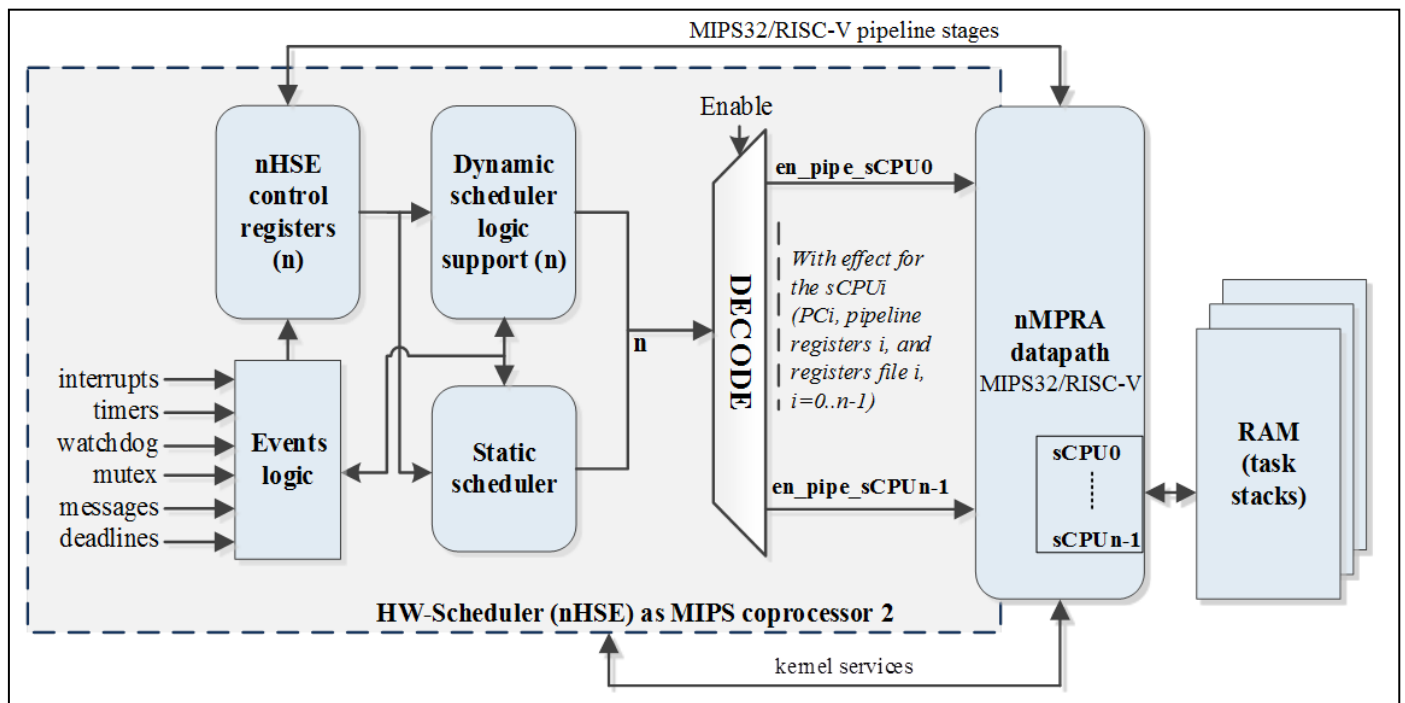 MIPS32/RISC-V pipeline stages
nHSE
control
registers
(n)
Dynamic
scheduler
logic
support (n)
Enable
en_pipe_sCPU0
DECODE
With effect for
the sCPUi
(PCi, pipeline
registers i, and
registers file i,
i=0..n-1)
nMPRA
datapath
MIPS32/RISC-V
n
interrupts
timers
watchdog
mutex
messages
deadlines
Events
logic
Static
scheduler
en_pipe_sCPUn-1
sCPU0
sCPUn-1
RAM
(task
stacks)
HW-Scheduler (nHSE) as MIPS coprocessor 2
kernel services